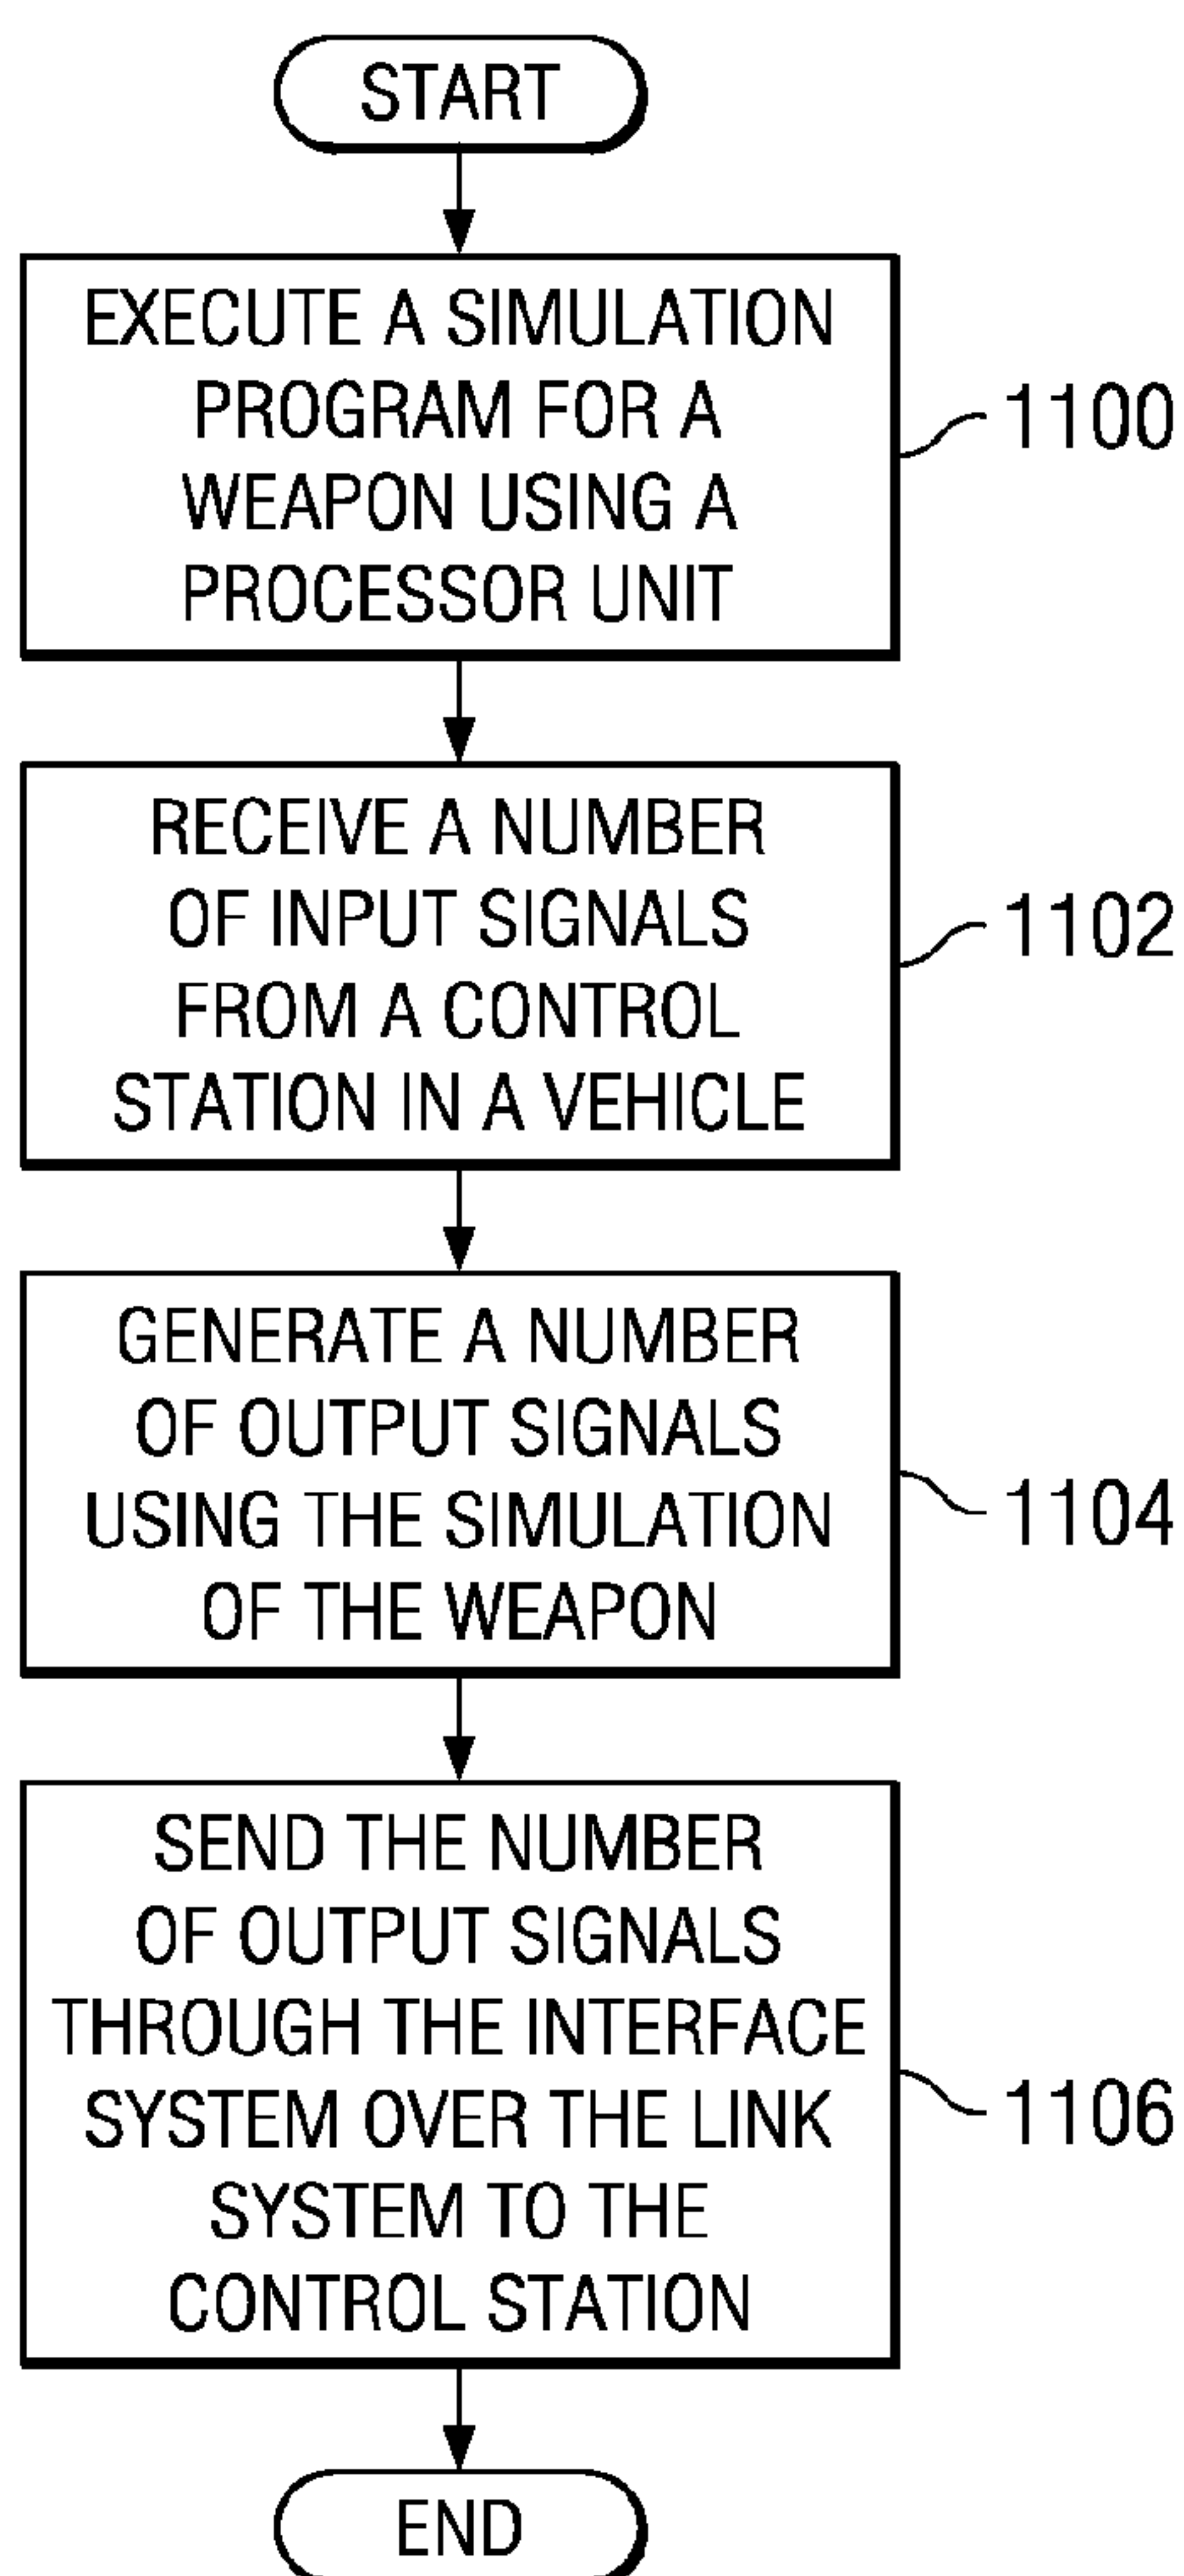 START
EXECUTE A SIMULATION
PROGRAM FOR A
WEAPON USING A
PROCESSOR UNIT
1100
RECEIVE A NUMBER
OF INPUT SIGNALS
FROM A CONTROL
STATION IN A VEHICLE
1102
GENERATE A NUMBER
OF OUTPUT SIGNALS
USING THE SIMULATION
OF THE WEAPON
1104
SEND THE NUMBER
OF OUTPUT SIGNALS
THROUGH THE INTERFACE
SYSTEM OVER THE LINK
SYSTEM TO THE
CONTROL STATION
1106
END